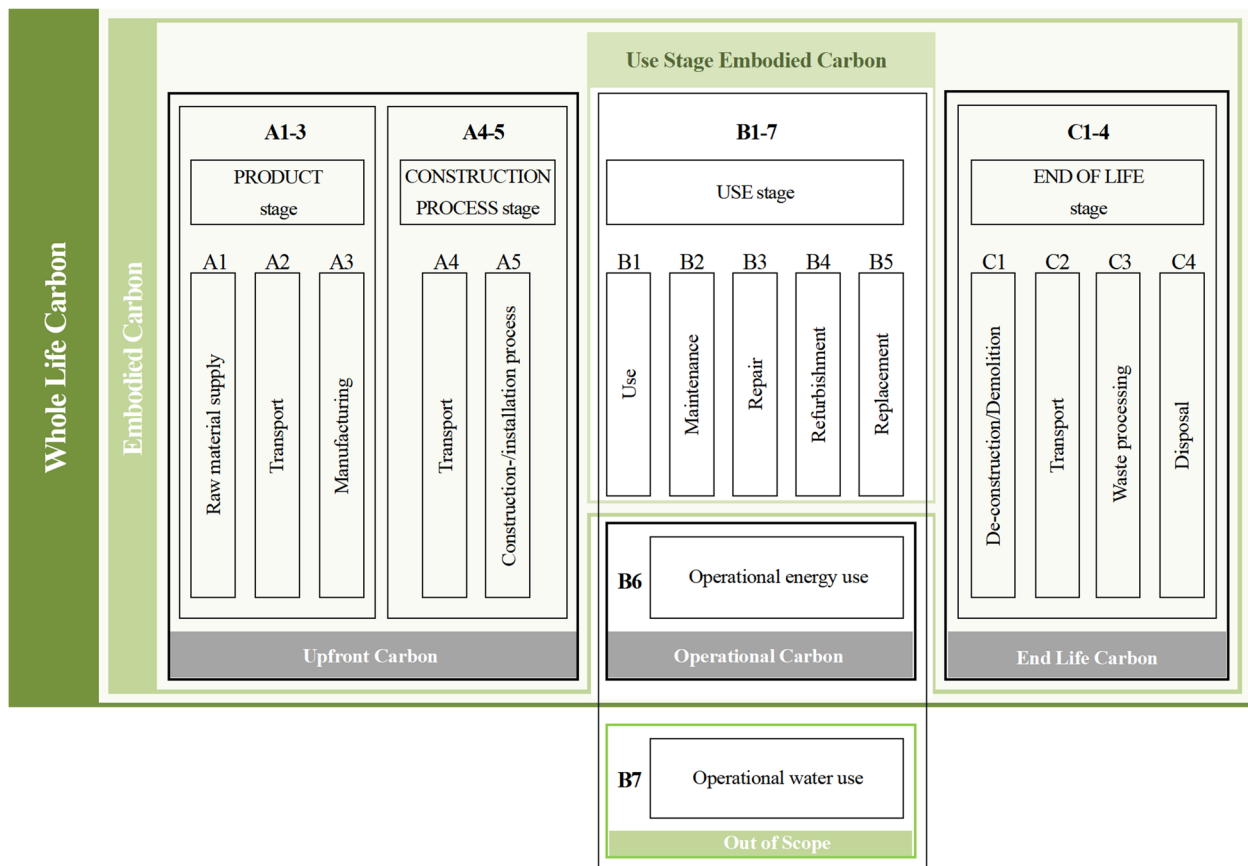 Whole Life Carbon
Embodied Carbon
Use Stage Embodied Carbon
A1-3
PRODUCT
stage
A1
A2
A3
Raw material supply
Transport
Manufacturing
A4-5
CONSTRUCTION
PROCESS stage
A4
A5
Transport
Construction-/installation process
Upfront Carbon
B1-7
USE stage
B1
B2
B3
B4
B5
Use
Maintenance
Repair
Refurbishment
Replacement
B6
Operational energy use
Operational Carbon
B7
Operational water use
Out of Scope
C1-4
END OF LIFE
stage
C1
C2
C3
C4
De-construction/Demolition
Transport
Waste processing
Disposal
End Life Carbon